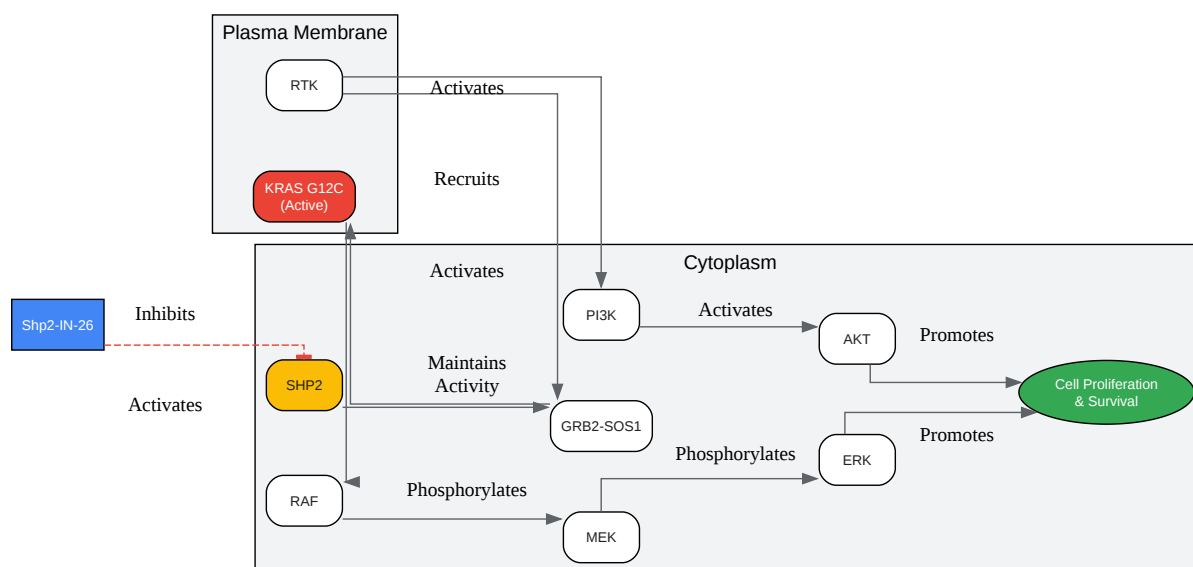 Plasma Membrane
RTK
Activates
KRAS G12C
(Active)
Recruits
Activates
Cytoplasm
Shp2-IN-26
Inhibits
PI3K
Activates
AKT
Promotes
SHP2
Maintains
Activity
Cell Proliferation
& Survival
Activates
GRB2-SOS1
Promotes
Phosphorylates
ERK
RAF
Phosphorylates
MEK